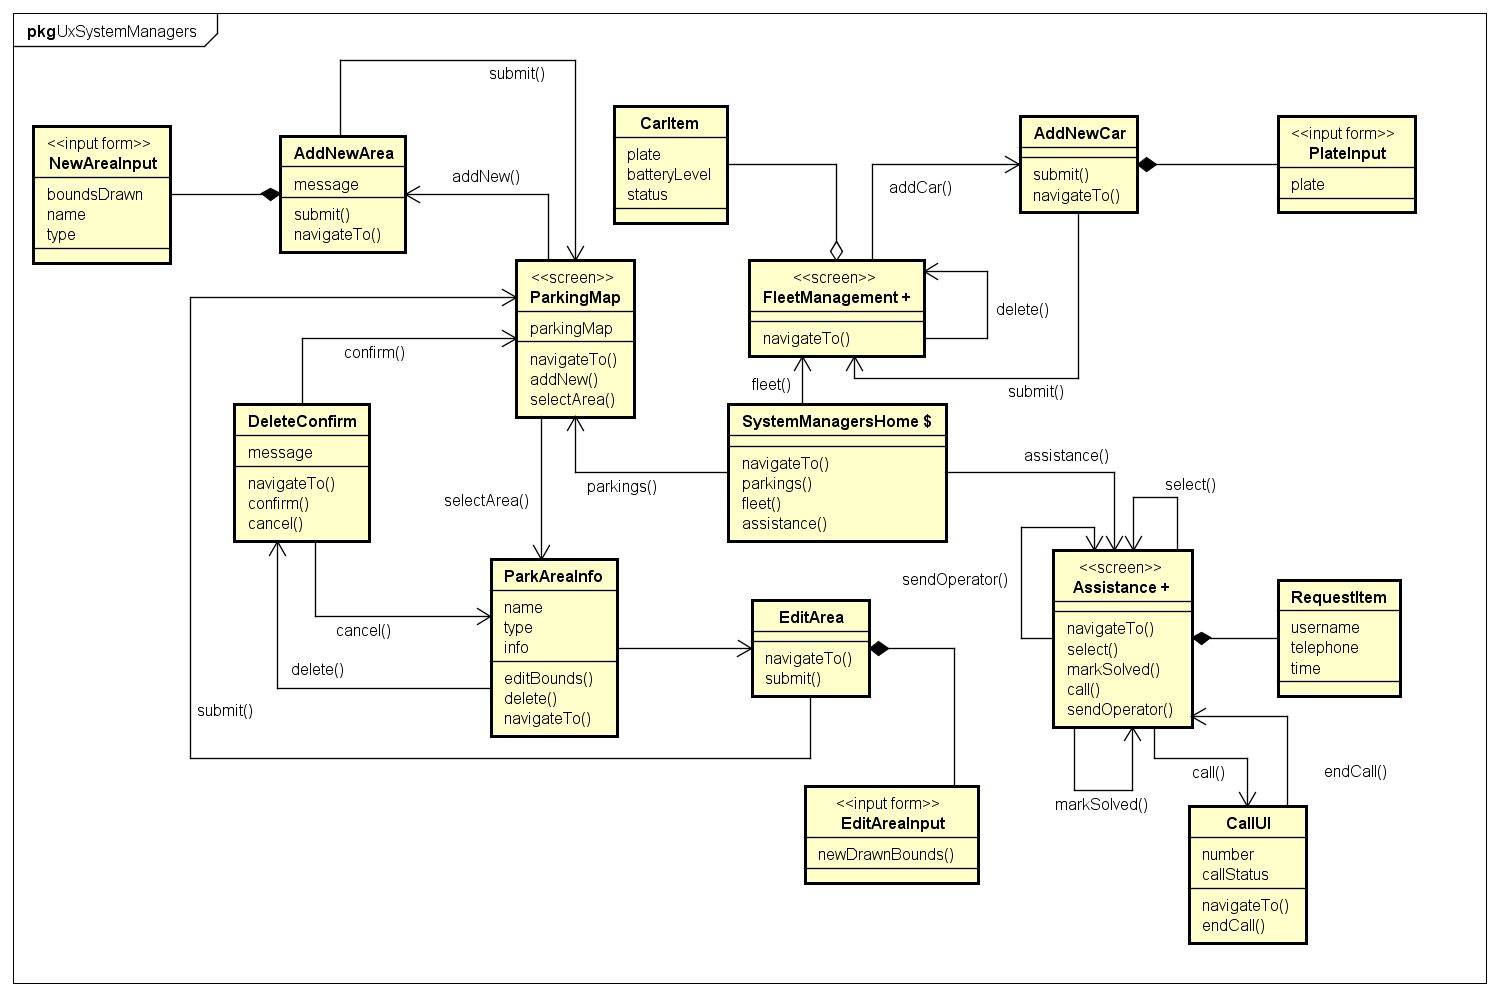 pkg UxSystemManagers
submit()
<<input form>>
NewAreaInput
boundsDrawn
name
type
AddNewArea
message
submit()
navigateTo()
addNew()
CarItem
plate
batteryLevel
status
addCar()
AddNewCar
submit()
navigateTo()
<<input form>>
PlateInput
plate
<<screen>>
ParkingMap
parkingMap
navigateTo()
addNew()
selectArea()
<<screen>>
FleetManagement +
navigateTo()
delete()
confirm()
fleet()
submit()
DeleteConfirm
message
navigateTo()
confirm()
cancel()
SystemManagersHome $
navigateTo()
parkings()
fleet()
assistance()
parkings()
assistance()
selectArea()
select()
sendOperator()
<<screen>>
Assistance +
navigateTo()
select()
markSolved()
call()
sendOperator()
RequestItem
username
telephone
time
ParkAreaInfo
name
type
info
editBounds()
delete()
navigateTo()
cancel()
delete()
submit()
EditArea
navigateTo()
submit()
<<input form>>
EditAreaInput
newDrawnBounds()
markSolved()
call()
endCall()
CallUI
number
callStatus
navigateTo()
endCall()